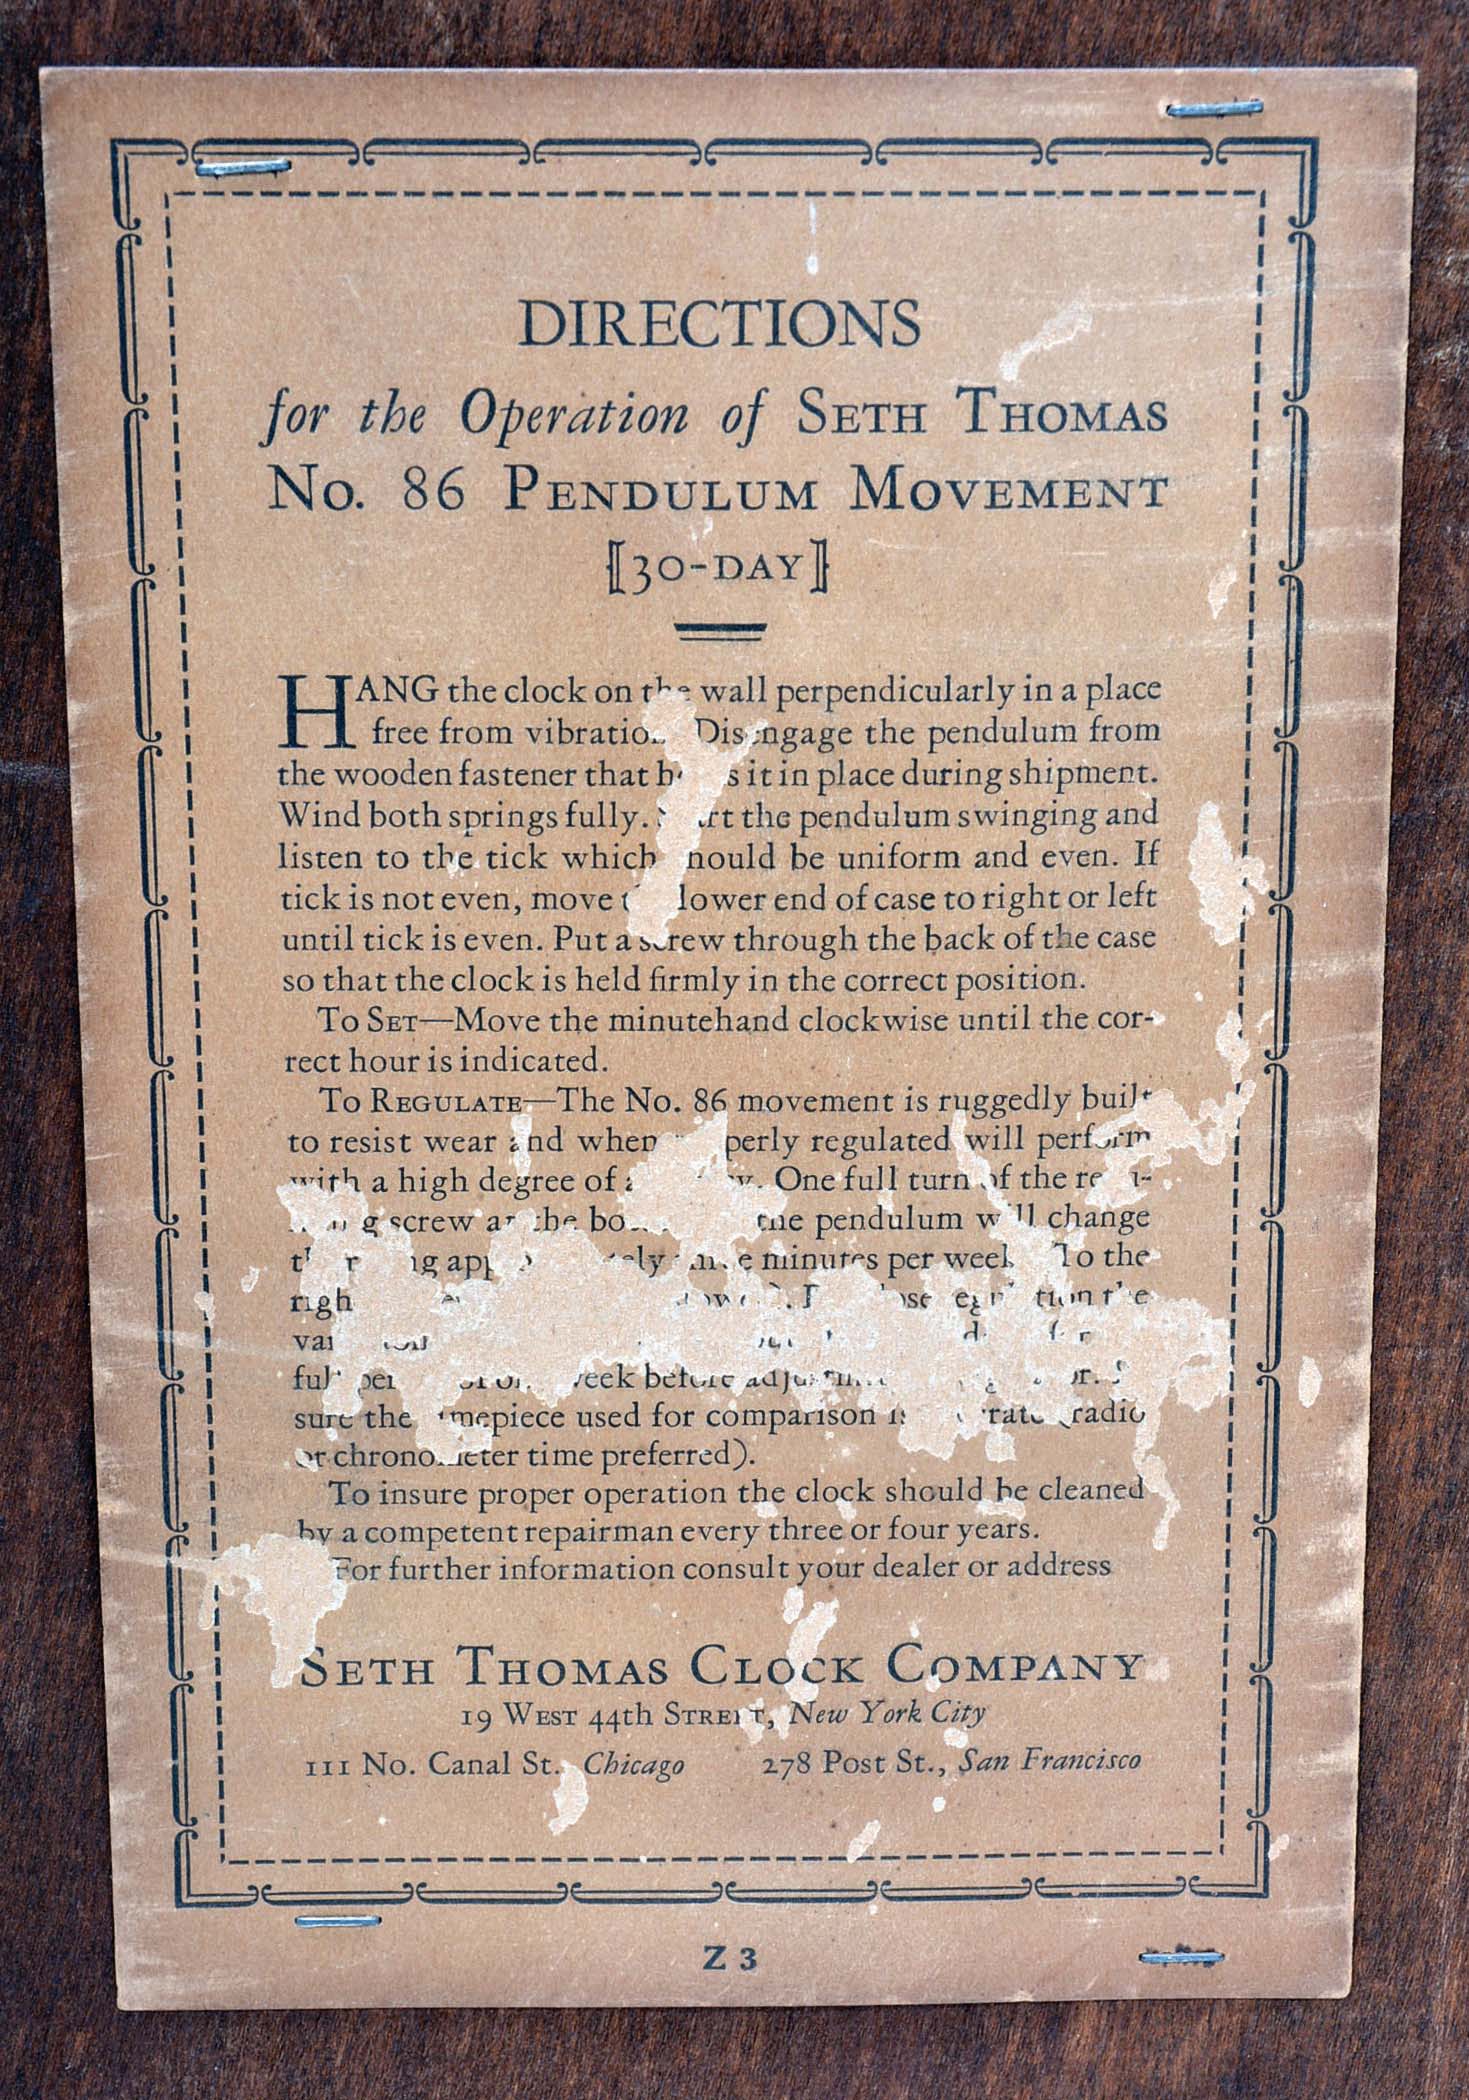 DIRECTIONS
for the Operation of SETH THOMAS
No. 86 PENDULUM MOVEMENT
[30-DAY]
HANG the clock on the wall perpendicularly in a place
free from vibration. Disengage the pendulum from
the wooden fastener that holds it in place during shipment.
Wind both springs fully. Start the pendulum swinging and
listen to the tick which should be uniform and even. If
tick is not even, move the lower end of case to right or left
until tick is even. Put a screw through the back of the case
so that the clock is held firmly in the correct position.
To SET—Move the minutehand clockwise until the cor-
rect hour is indicated.
To REGULATE—The No. 86 movement is ruggedly built
to resist wear and when properly regulated will perform
with a high degree of One full turn of the
screw at the the pendulum will change
minutes per week. To the
right the
full week before
sure the timepiece used for comparison is (radio
or chronometer time preferred).
To insure proper operation the clock should be cleaned
by a competent repairman every three or four years.
For further information consult your dealer or address
SETH THOMAS CLOCK COMPANY
19 WEST 44th STREET, New York City
111 No. Canal St. Chicago 278 Post St., San Francisco
Z 3